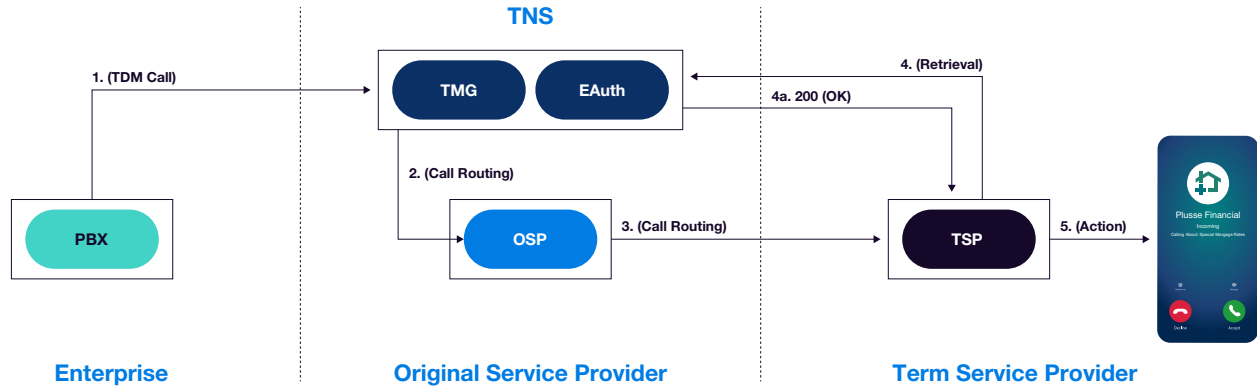 TNS
1. (TDM Call)
TMG
EAuth
4. (Retrieval)
4a. 200 (OK)
2. (Call Routing)
PBX
OSP
3. (Call Routing)
TSP
5. (Action)
Plusse Financial
Incoming
Calling About: Special Mortgage Rates
Decline
Accept
Enterprise
Original Service Provider
Term Service Provider